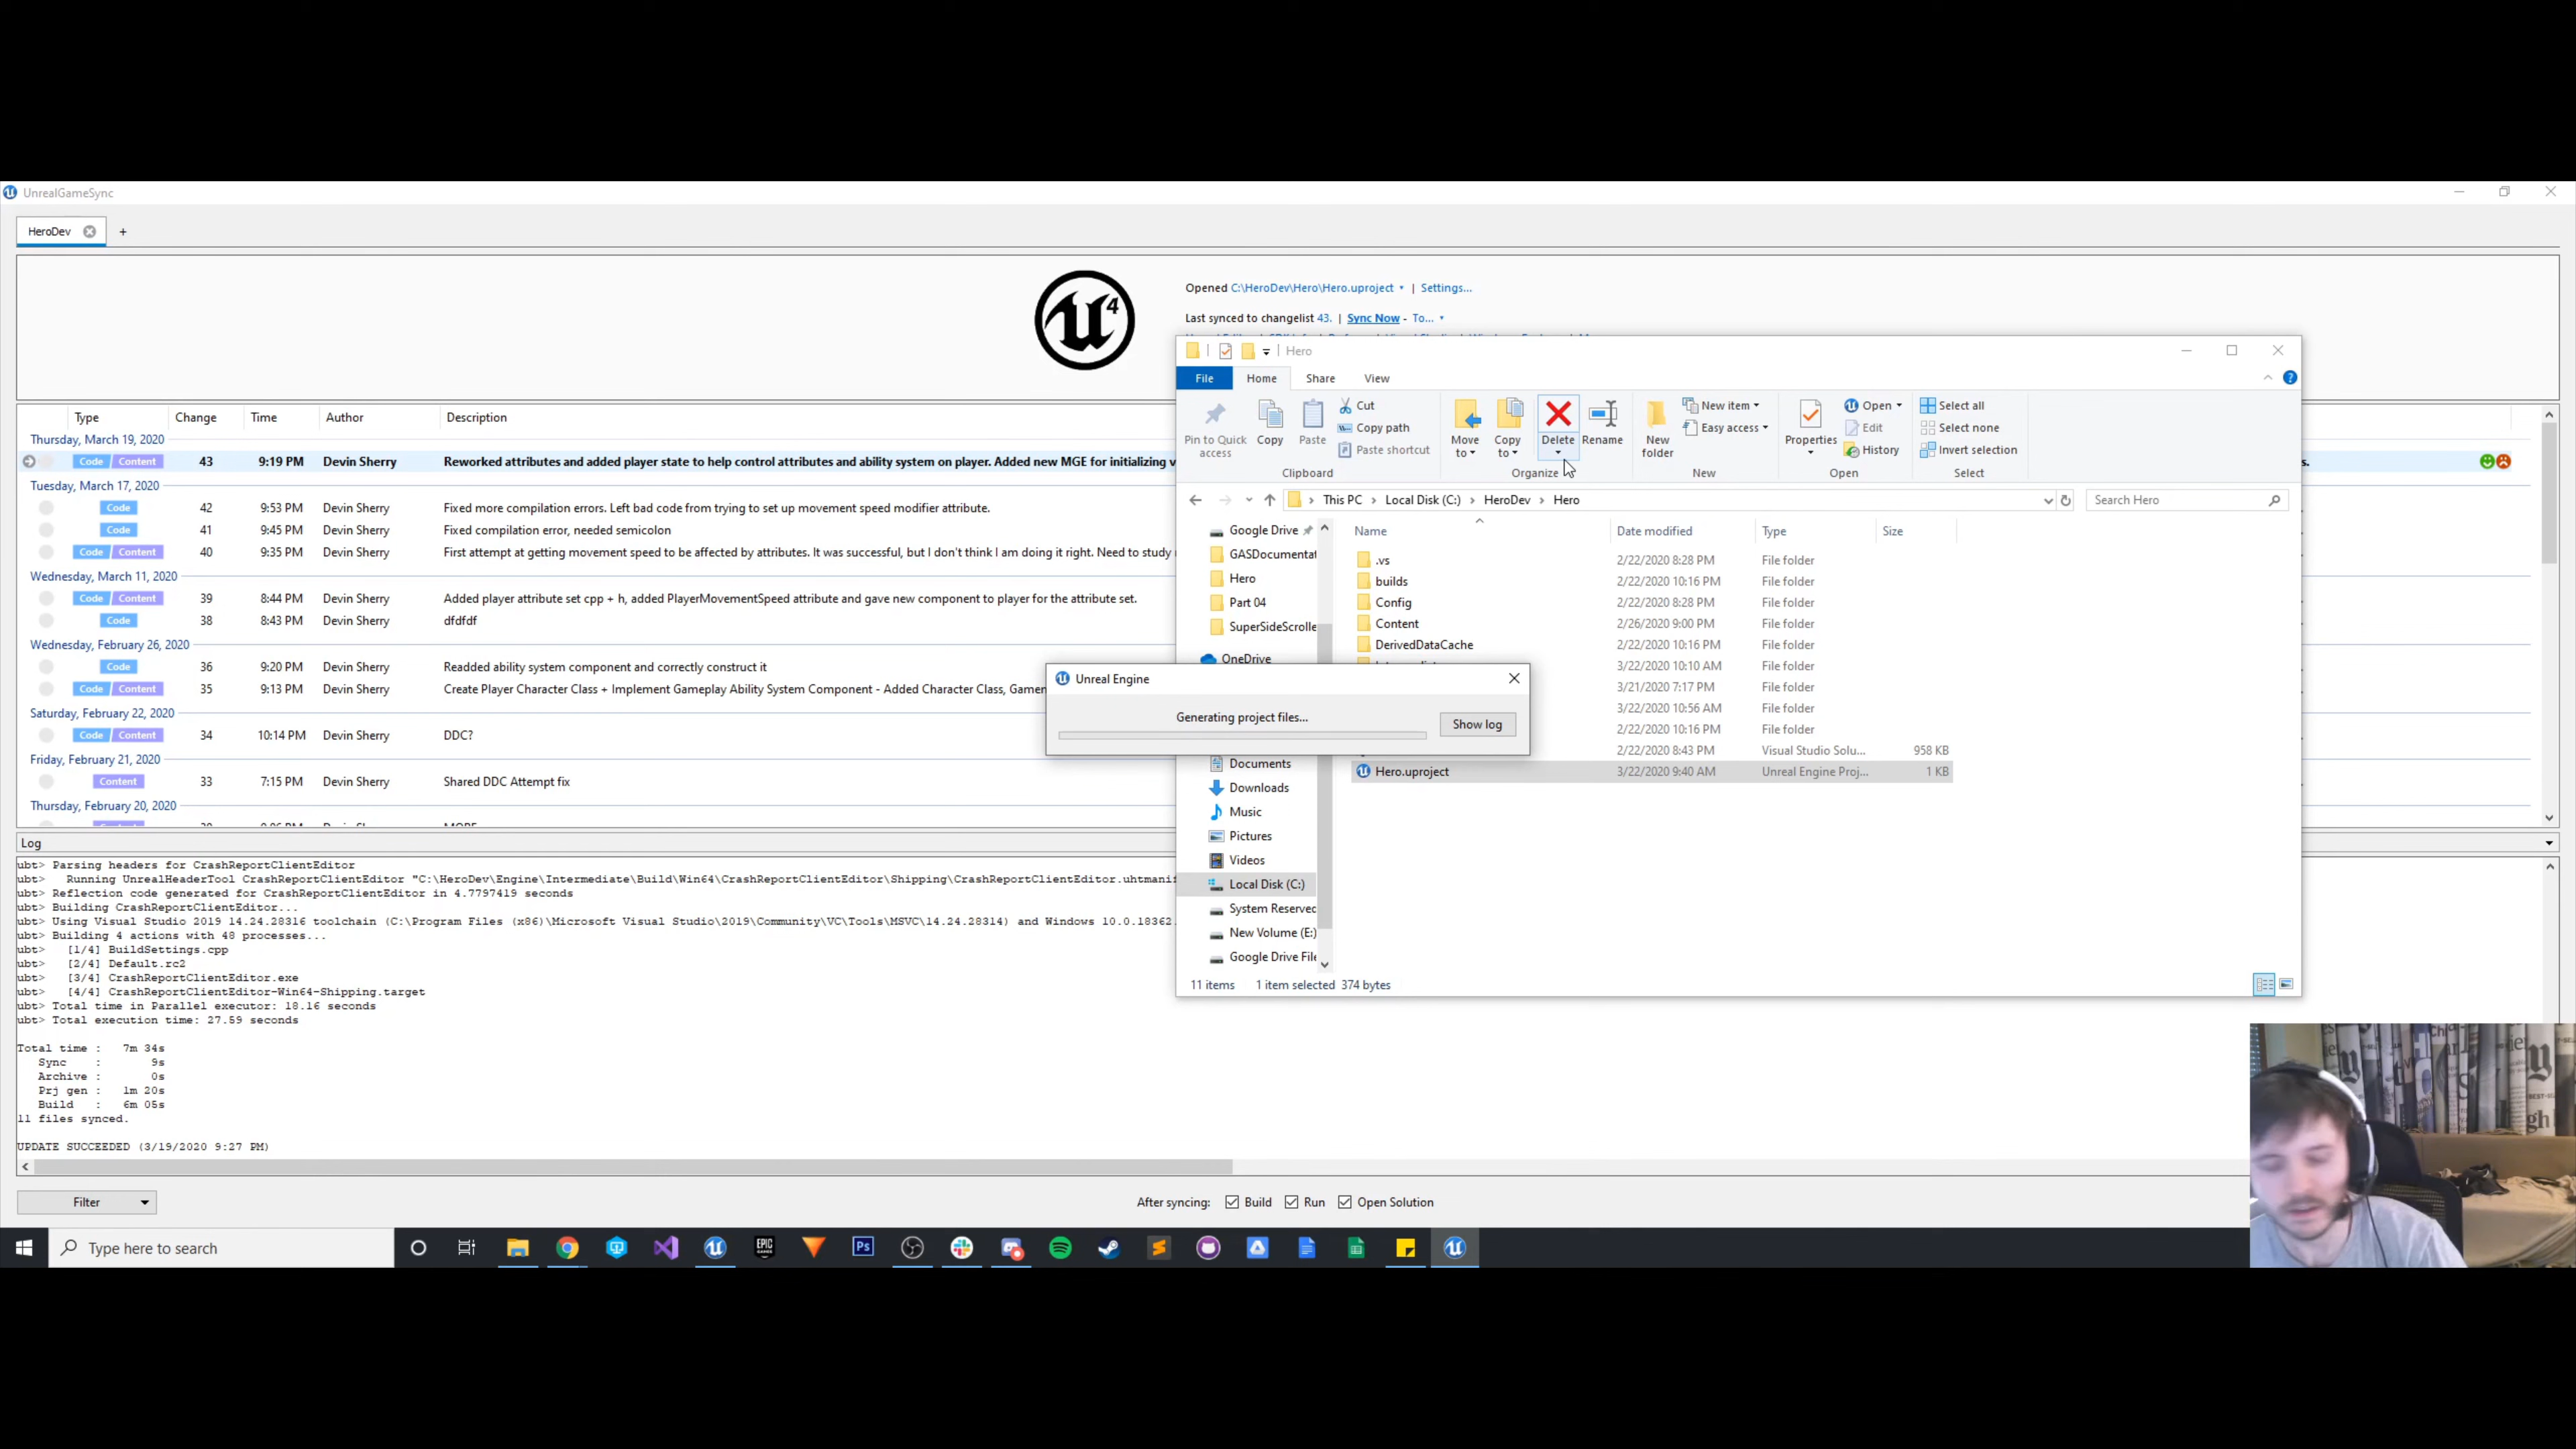 UnrealGameSync
HeroDev
+
Opened C:\HeroDev\Hero\Hero.uproject | Settings...
Last synced to changelist 43. | Sync Now - To...
Type Change Time Author Description
Thursday, March 19, 2020
Code Content 43 9:19 PM Devin Sherry Reworked attributes and added player state to help control attributes and ability system on player. Added new MGE for initializing v
s.
Tuesday, March 17, 2020
Code 42 9:53 PM Devin Sherry Fixed more compilation errors. Left bad code from trying to set up movement speed modifier attribute.
Code 41 9:45 PM Devin Sherry Fixed compilation error, needed semicolon
Code Content 40 9:35 PM Devin Sherry First attempt at getting movement speed to be affected by attributes. It was successful, but I don't think I am doing it right. Need to study
Wednesday, March 11, 2020
Code Content 39 8:44 PM Devin Sherry Added player attribute set cpp + h, added PlayerMovementSpeed attribute and gave new component to player for the attribute set.
Code 38 8:43 PM Devin Sherry dfdfdf
Wednesday, February 26, 2020
Code 36 9:20 PM Devin Sherry Readded ability system component and correctly construct it
Code Content 35 9:13 PM Devin Sherry Create Player Character Class + Implement Gameplay Ability System Component - Added Character Class, Gamem
Saturday, February 22, 2020
Code Content 34 10:14 PM Devin Sherry DDC?
Friday, February 21, 2020
Content 33 7:15 PM Devin Sherry Shared DDC Attempt fix
Thursday, February 20, 2020
Hero
File Home Share View
Pin to Quick access
Copy
Paste
Cut
Copy path
Paste shortcut
Clipboard
Move to
Copy to
Delete
Rename
Organize
New folder
New item
Easy access
New
Properties
Open
Edit
History
Open
Select all
Select none
Invert selection
Select
This PC > Local Disk (C:) > HeroDev > Hero
Search Hero
Name Date modified Type Size
Google Drive
GASDocumentat
Hero
Part 04
SuperSideScrolle
OneDrive
Documents
Downloads
Music
Pictures
Videos
Local Disk (C:)
System Reserved
New Volume (E:)
Google Drive File
.vs 2/22/2020 8:28 PM File folder
builds 2/22/2020 10:16 PM File folder
Config 2/22/2020 8:28 PM File folder
Content 2/26/2020 9:00 PM File folder
DerivedDataCache 2/22/2020 10:16 PM File folder
3/22/2020 10:10 AM File folder
3/21/2020 7:17 PM File folder
3/22/2020 10:56 AM File folder
2/22/2020 10:16 PM File folder
2/22/2020 8:43 PM Visual Studio Solu... 958 KB
Hero.uproject 3/22/2020 9:40 AM Unreal Engine Proj... 1 KB
11 items 1 item selected 374 bytes
Unreal Engine
Generating project files...
Show log
Log
ubt> Parsing headers for CrashReportClientEditor
ubt> Running UnrealHeaderTool CrashReportClientEditor "C:\HeroDev\Engine\Intermediate\Build\Win64\CrashReportClientEditor\Shipping\CrashReportClientEditor.uhtmanif
ubt> Reflection code generated for CrashReportClientEditor in 4.7797419 seconds
ubt> Building CrashReportClientEditor...
ubt> Using Visual Studio 2019 14.24.28316 toolchain (C:\Program Files (x86)\Microsoft Visual Studio\2019\Community\VC\Tools\MSVC\14.24.28314) and Windows 10.0.18362.
ubt> Building 4 actions with 48 processes...
ubt> [1/4] BuildSettings.cpp
ubt> [2/4] Default.rc2
ubt> [3/4] CrashReportClientEditor.exe
ubt> [4/4] CrashReportClientEditor-Win64-Shipping.target
ubt> Total time in Parallel executor: 18.16 seconds
ubt> Total execution time: 27.59 seconds
Total time : 7m 34s
Sync : 9s
Archive : 0s
Prj gen : 1m 20s
Build : 6m 05s
11 files synced.
UPDATE SUCCEEDED (3/19/2020 9:27 PM)
Filter
After syncing: Build Run Open Solution
Type here to search
EPIC GAMES
Ps